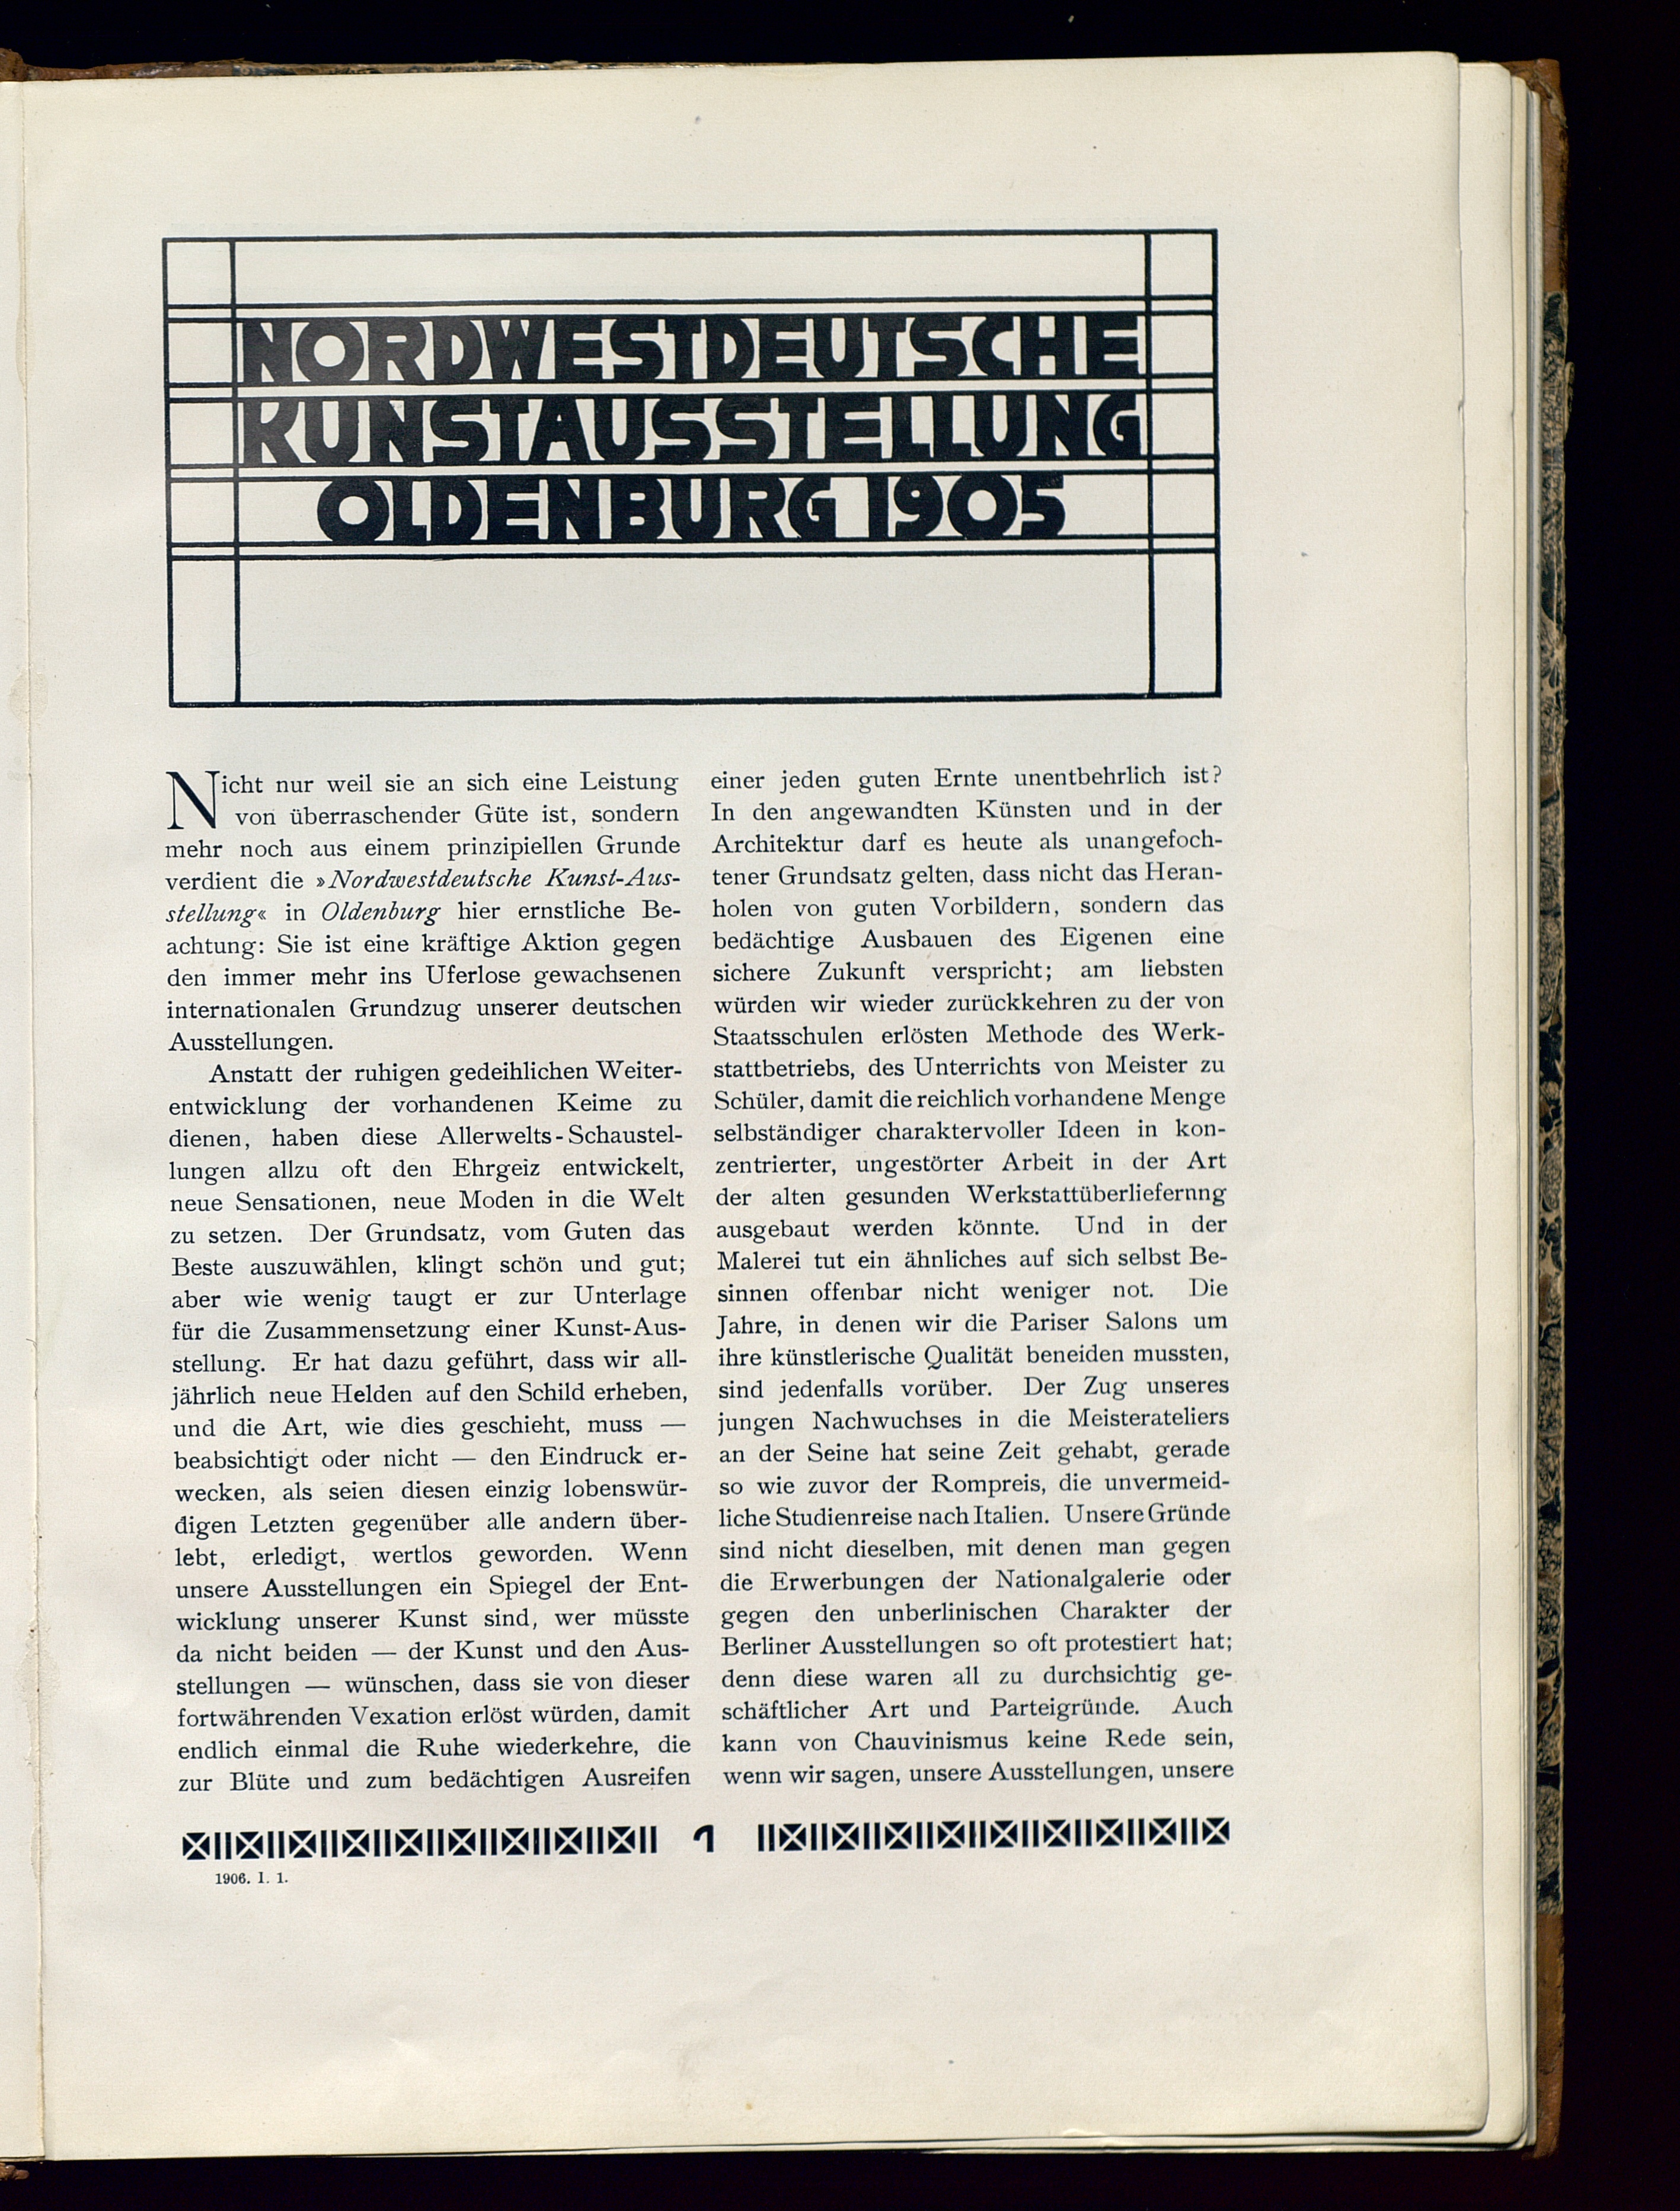 NORDWESTDEUTSCHE
KUNSTAUSSTELLUNG
OLDENBURG 1905
Nicht nur weil sie an sich eine Leistung
von überraschender Güte ist, sondern
mehr noch aus einem prinzipiellen Grunde
verdient die »Nordwestdeutsche Kunst-Aus-
stellung« in Oldenburg hier ernstliche Be-
achtung: Sie ist eine kräftige Aktion gegen
den immer mehr ins Uferlose gewachsenen
internationalen Grundzug unserer deutschen
Ausstellungen.
Anstatt der ruhigen gedeihlichen Weiter-
entwicklung der vorhandenen Keime zu
dienen, haben diese Allerwelts-Schaustel-
lungen allzu oft den Ehrgeiz entwickelt,
neue Sensationen, neue Moden in die Welt
zu setzen. Der Grundsatz, vom Guten das
Beste auszuwählen, klingt schön und gut;
aber wie wenig taugt er zur Unterlage
für die Zusammensetzung einer Kunst-Aus-
stellung. Er hat dazu geführt, dass wir all-
jährlich neue Helden auf den Schild erheben,
und die Art, wie dies geschieht, muss —
beabsichtigt oder nicht — den Eindruck er-
wecken, als seien diesen einzig lobenswür-
digen Letzten gegenüber alle andern über-
lebt, erledigt, wertlos geworden. Wenn
unsere Ausstellungen ein Spiegel der Ent-
wicklung unserer Kunst sind, wer müsste
da nicht beiden — der Kunst und den Aus-
stellungen — wünschen, dass sie von dieser
fortwährenden Vexation erlöst würden, damit
endlich einmal die Ruhe wiederkehre, die
zur Blüte und zum bedächtigen Ausreifen
einer jeden guten Ernte unentbehrlich ist?
In den angewandten Künsten und in der
Architektur darf es heute als unangefoch-
tener Grundsatz gelten, dass nicht das Heran-
holen von guten Vorbildern, sondern das
bedächtige Ausbauen des Eigenen eine
sichere Zukunft verspricht; am liebsten
würden wir wieder zurückkehren zu der von
Staatsschulen erlösten Methode des Werk-
stattbetriebs, des Unterrichts von Meister zu
Schüler, damit die reichlich vorhandene Menge
selbständiger charaktervoller Ideen in kon-
zentrierter, ungestörter Arbeit in der Art
der alten gesunden Werkstattüberliefernng
ausgebaut werden könnte. Und in der
Malerei tut ein ähnliches auf sich selbst Be-
sinnen offenbar nicht weniger not. Die
Jahre, in denen wir die Pariser Salons um
ihre künstlerische Qualität beneiden mussten,
sind jedenfalls vorüber. Der Zug unseres
jungen Nachwuchses in die Meisterateliers
an der Seine hat seine Zeit gehabt, gerade
so wie zuvor der Rompreis, die unvermeid-
liche Studienreise nach Italien. Unsere Gründe
sind nicht dieselben, mit denen man gegen
die Erwerbungen der Nationalgalerie oder
gegen den unberlinischen Charakter der
Berliner Ausstellungen so oft protestiert hat;
denn diese waren all zu durchsichtig ge-
schäftlicher Art und Parteigründe. Auch
kann von Chauvinismus keine Rede sein,
wenn wir sagen, unsere Ausstellungen, unsere
1
1906. I. 1.